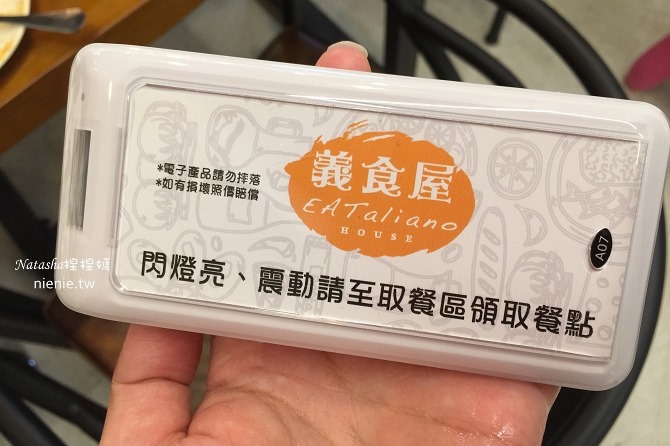 義食屋
EATaliano
HOUSE
*電子產品請勿摔落
*如有損壞照價賠償
A07
閃燈亮、震動請至取餐區領取餐點
Natasha捏捏媽
nienie.tw